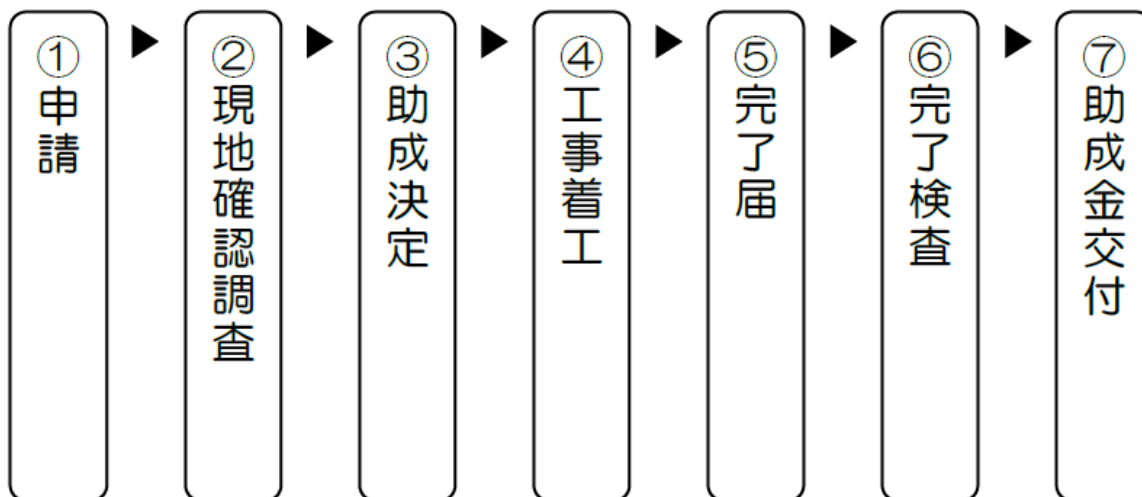 ①申請
②現地確認調査
③助成決定
④工事着工
⑤完了届
⑥完了検査
⑦助成金交付